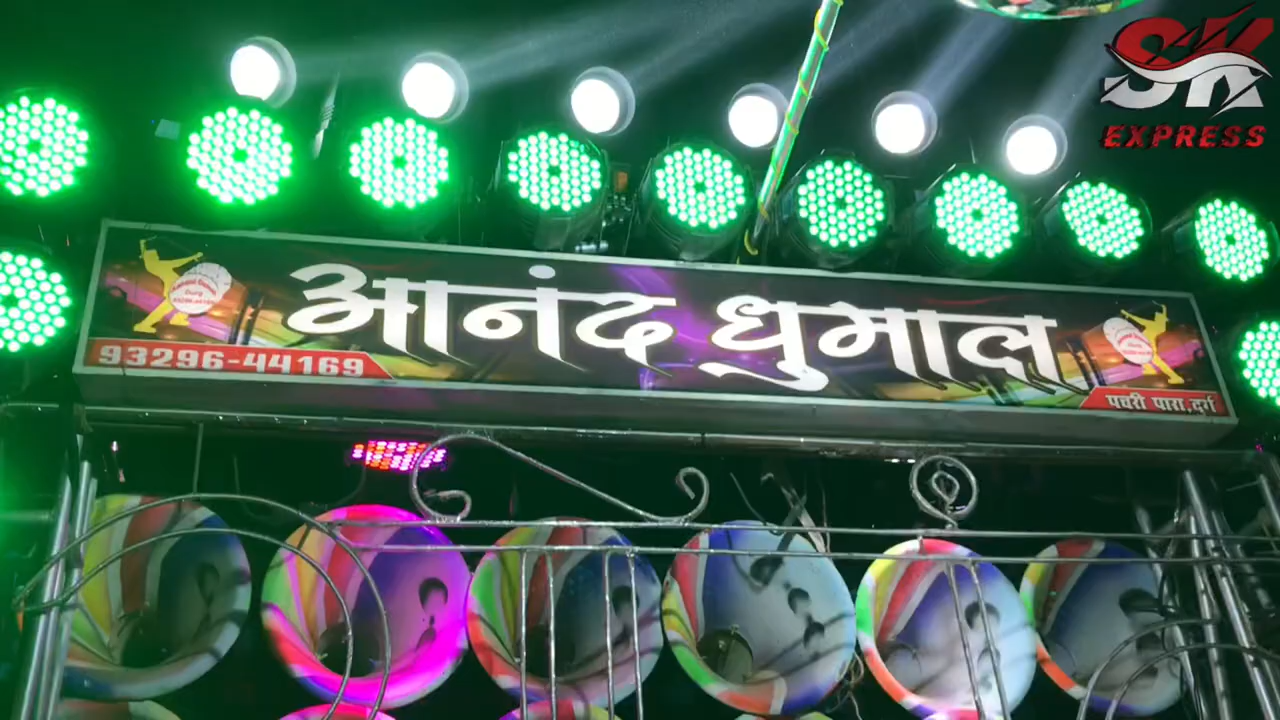 SK
EXPRESS
आनंद धुमाल
93296-44169
पचरी पारा, दुर्ग